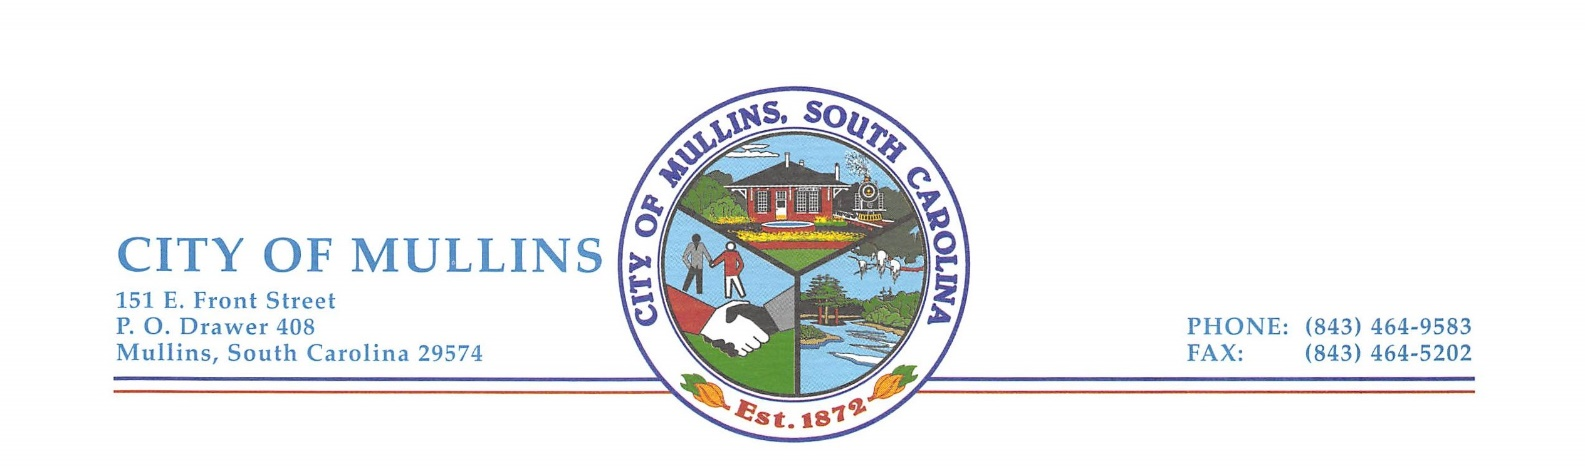 CITY OF MULLINS, SOUTH CAROLINA
CITY OF MULLINS
151 E. Front Street
P. O. Drawer 408
Mullins, South Carolina 29574
PHONE: (843) 464-9583
FAX: (843) 464-5202
Est. 1872